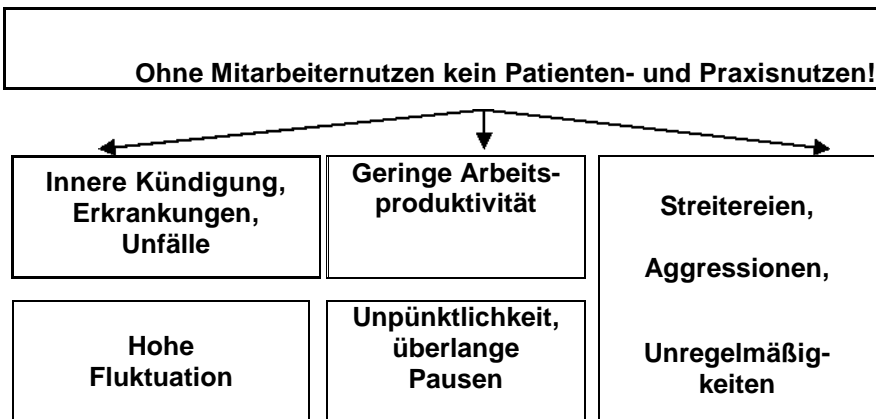 Ohne Mitarbeiternutzen kein Patienten- und Praxisnutzen!
Innere Kündigung,
Erkrankungen,
Unfälle
Geringe Arbeits-
produktivität
Streitereien,
Aggressionen,
Unregelmäßig-
keiten
Hohe
Fluktuation
Unpünktlichkeit,
überlange
Pausen